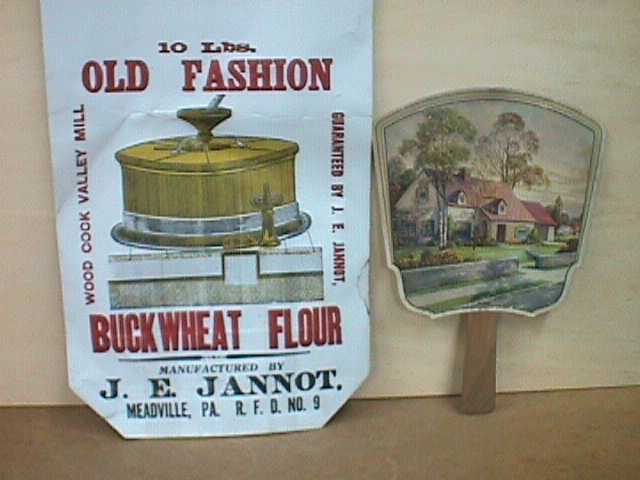 10 Lbs.
OLD FASHION
WOOD COCK VALLEY MILL
GUARANTEED BY J. E. JANNOT,
BUCKWHEAT FLOUR
MANUFACTURED BY
J. E. JANNOT.
MEADVILLE, PA. R. F. D. NO. 9